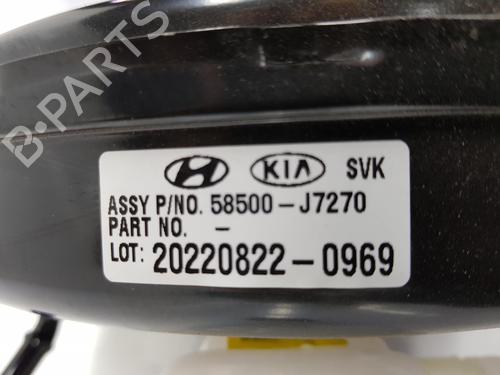 B-PARTS
KIA SVK
ASSY P/NO. 58500-J7270
PART NO. -
LOT: 20220822-0969